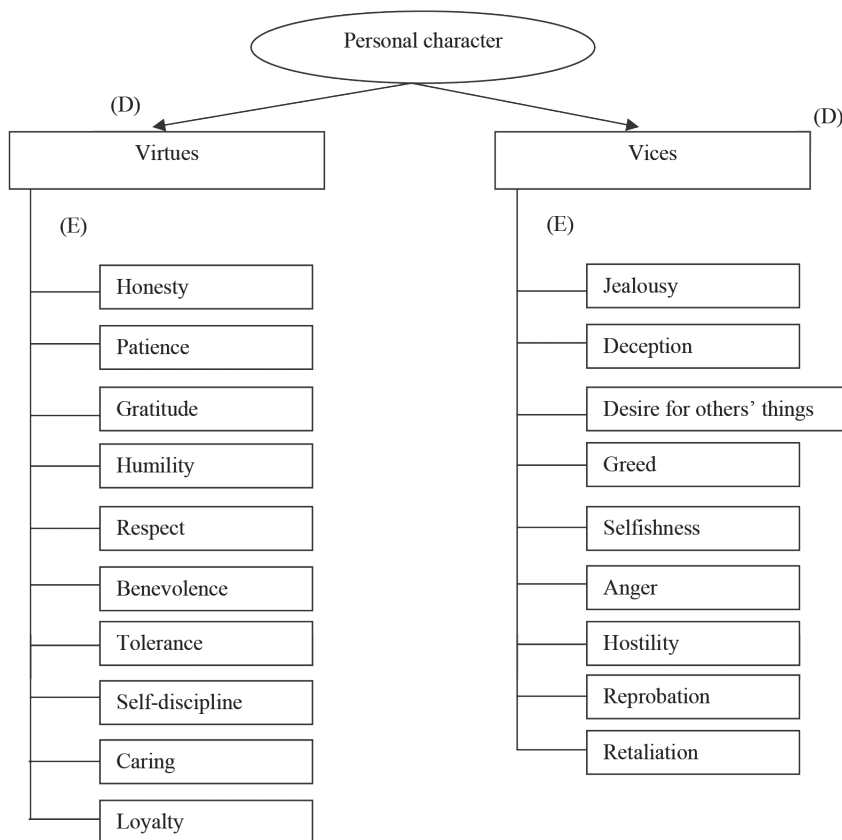 Personal character
(D)
(D)
Virtues
Vices
(E)
(E)
Honesty
Patience
Gratitude
Humility
Respect
Benevolence
Tolerance
Self-discipline
Caring
Loyalty
Jealousy
Deception
Desire for others’ things
Greed
Selfishness
Anger
Hostility
Reprobation
Retaliation